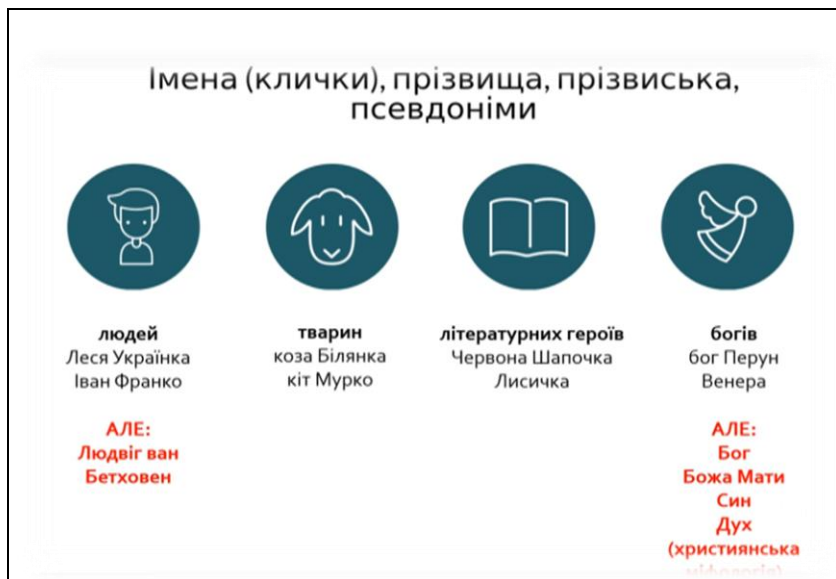 Імена (клички), прізвища, прізвиська,
псевдоніми
людей
Леся Українка
Іван Франко
АЛЕ:
Людвіг ван
Бетховен
тварин
коза Білянка
кіт Мурко
літературних героїв
Червона Шапочка
Лисичка
богів
бог Перун
Венера
АЛЕ:
Бог
Божа Мати
Син
Дух
(християнська